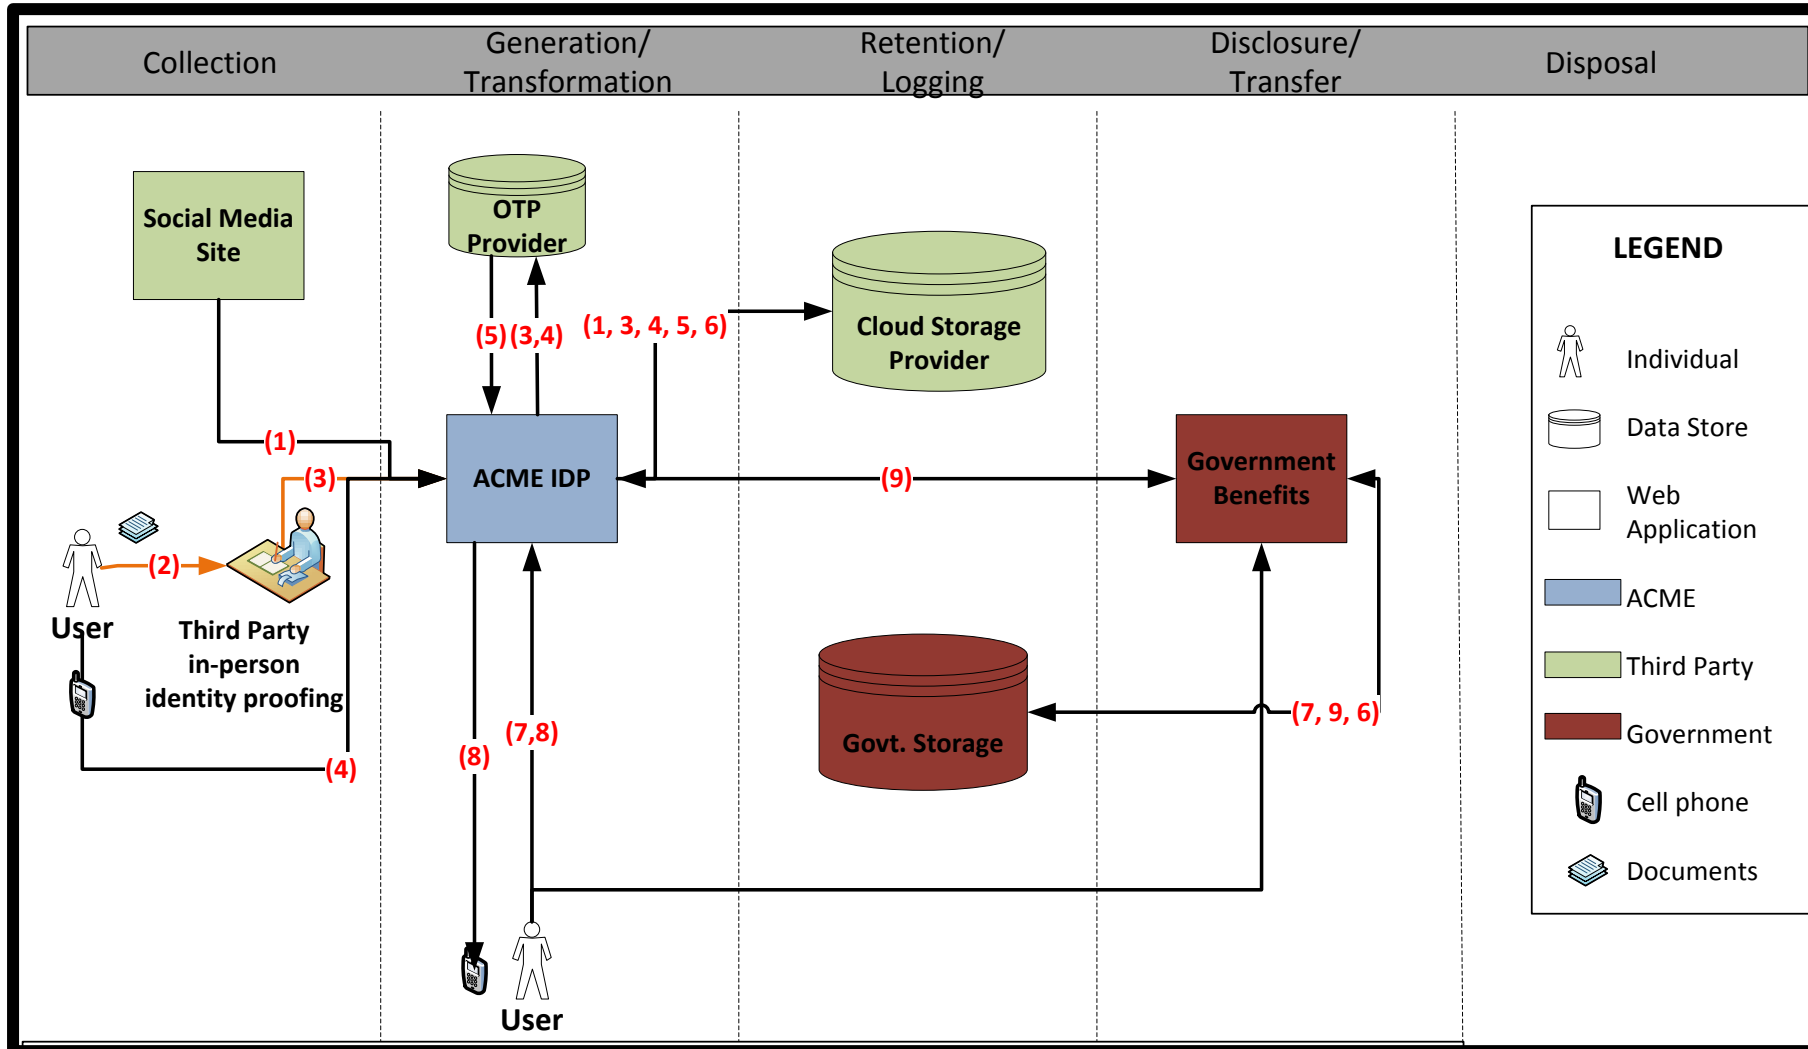 Collection
Generation/
Transformation
Retention/
Logging
Disclosure/
Transfer
Disposal
Social Media
Site
OTP
Provider
Cloud Storage
Provider
(5)
(3,4)
(1, 3, 4, 5, 6)
(1)
(3)
ACME IDP
(9)
Government
Benefits
(2)
User
Third Party
in-person
identity proofing
(4)
(8)
(7,8)
Govt. Storage
(7, 9, 6)
User
LEGEND
Individual
Data Store
Web
Application
ACME
Third Party
Government
Cell phone
Documents